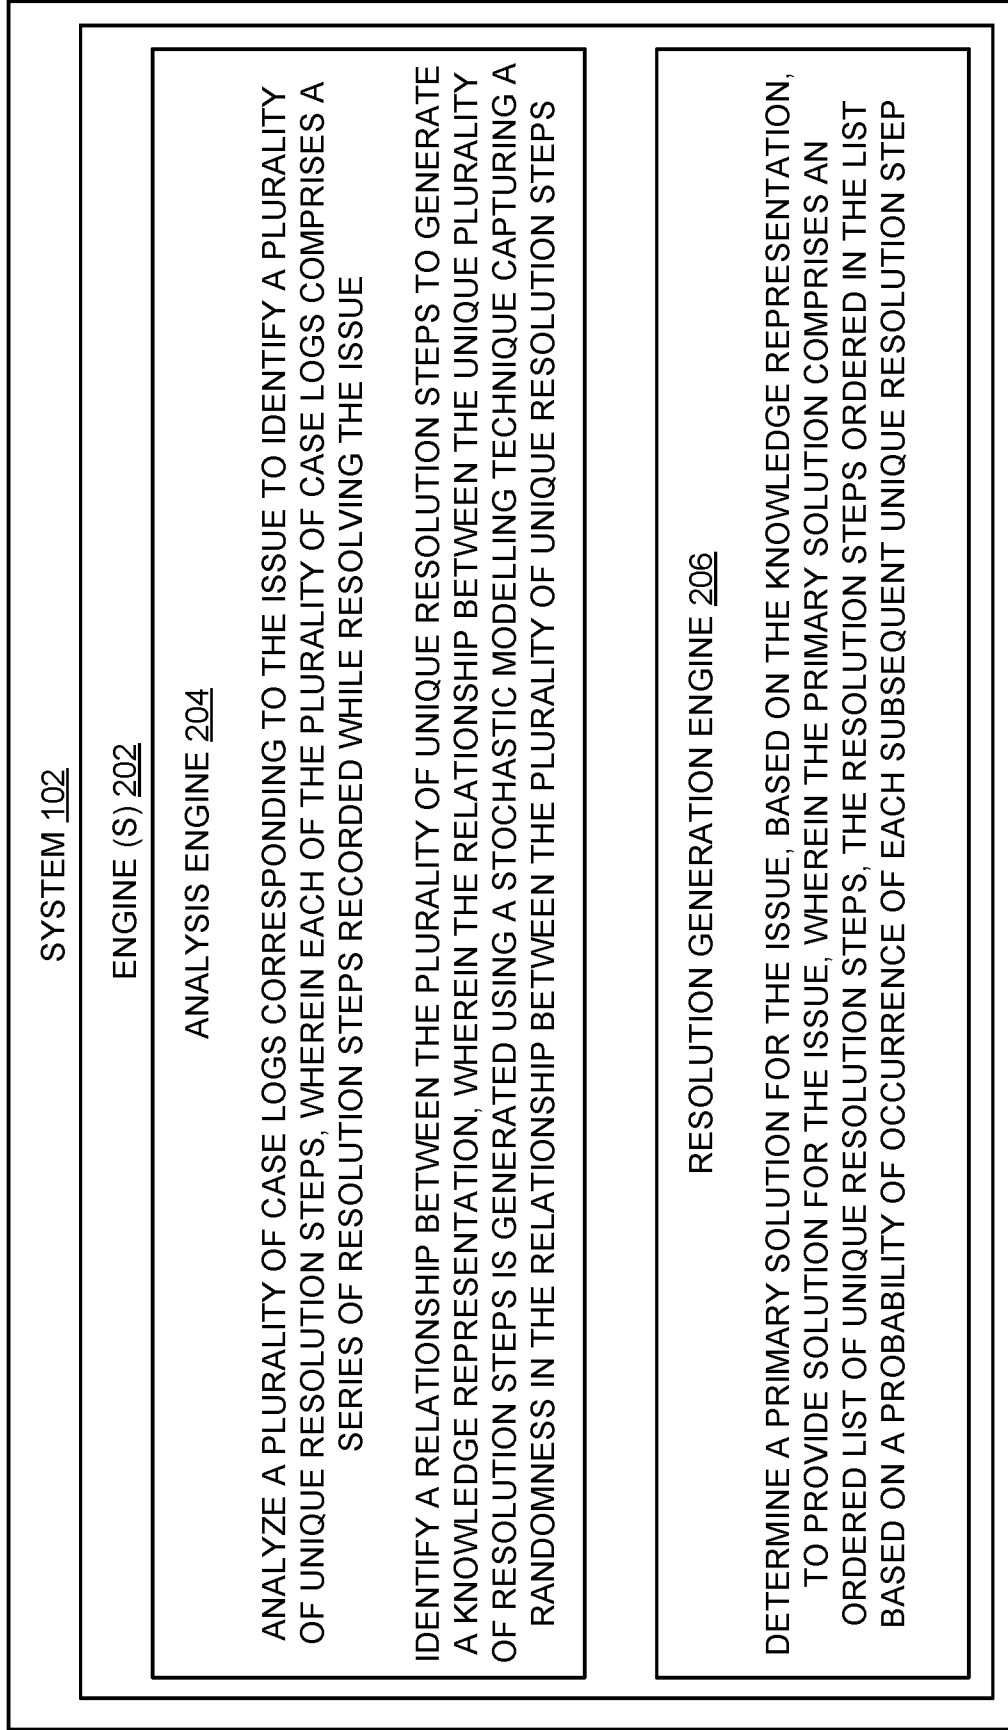 SYSTEM 102
ENGINE (S) 202
ANALYSIS ENGINE 204
ANALYZE A PLURALITY OF CASE LOGS CORRESPONDING TO THE ISSUE TO IDENTIFY A PLURALITY
OF UNIQUE RESOLUTION STEPS, WHEREIN EACH OF THE PLURALITY OF CASE LOGS COMPRISES A
SERIES OF RESOLUTION STEPS RECORDED WHILE RESOLVING THE ISSUE
IDENTIFY A RELATIONSHIP BETWEEN THE PLURALITY OF UNIQUE RESOLUTION STEPS TO GENERATE
A KNOWLEDGE REPRESENTATION, WHEREIN THE RELATIONSHIP BETWEEN THE UNIQUE PLURALITY
OF RESOLUTION STEPS IS GENERATED USING A STOCHASTIC MODELLING TECHNIQUE CAPTURING A
RANDOMNESS IN THE RELATIONSHIP BETWEEN THE PLURALITY OF UNIQUE RESOLUTION STEPS
RESOLUTION GENERATION ENGINE 206
DETERMINE A PRIMARY SOLUTION FOR THE ISSUE, BASED ON THE KNOWLEDGE REPRESENTATION,
TO PROVIDE SOLUTION FOR THE ISSUE, WHEREIN THE PRIMARY SOLUTION COMPRISES AN
ORDERED LIST OF UNIQUE RESOLUTION STEPS, THE RESOLUTION STEPS ORDERED IN THE LIST
BASED ON A PROBABILITY OF OCCURRENCE OF EACH SUBSEQUENT UNIQUE RESOLUTION STEP